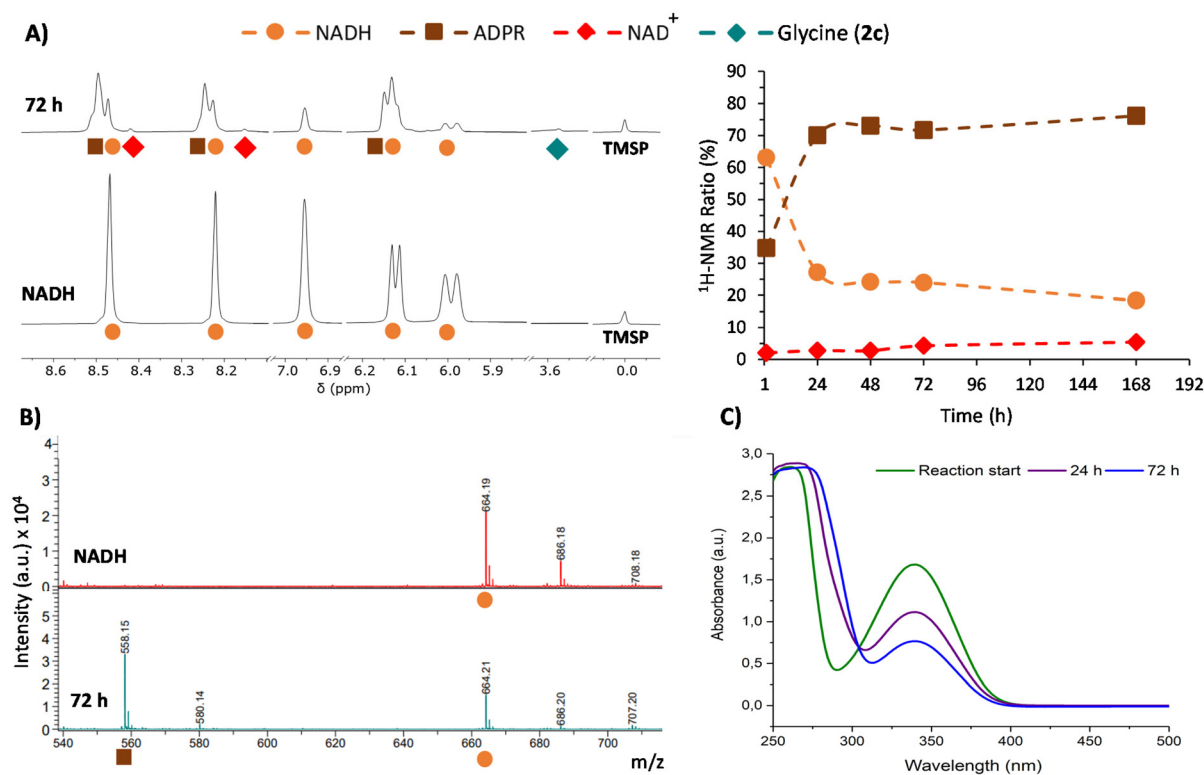 A)
NADH ADPR NAD+ Glycine (2c)
72 h
TMSP
NADH
TMSP
8.6 8.5 8.4 8.3 8.2 7.0 6.9 6.2 6.1 6.0 5.9 3.6 0.0
δ (ppm)
90
80
70
60
50
40
30
20
10
0
¹H-NMR Ratio (%)
1 24 48 72 96 120 144 168 192
Time (h)
B)
4
3
2
1
0
NADH
664.19
686.18
708.18
5
4
3
2
1
0
Intensity (a.u.) x 10⁴
72 h
558.15
580.14
664.21
686.20
707.20
540 560 580 600 620 640 660 680 700
m/z
C)
3,0
2,5
2,0
1,5
1,0
0,5
0,0
Absorbance (a.u.)
Reaction start 24 h 72 h
250 300 350 400 450 500
Wavelength (nm)